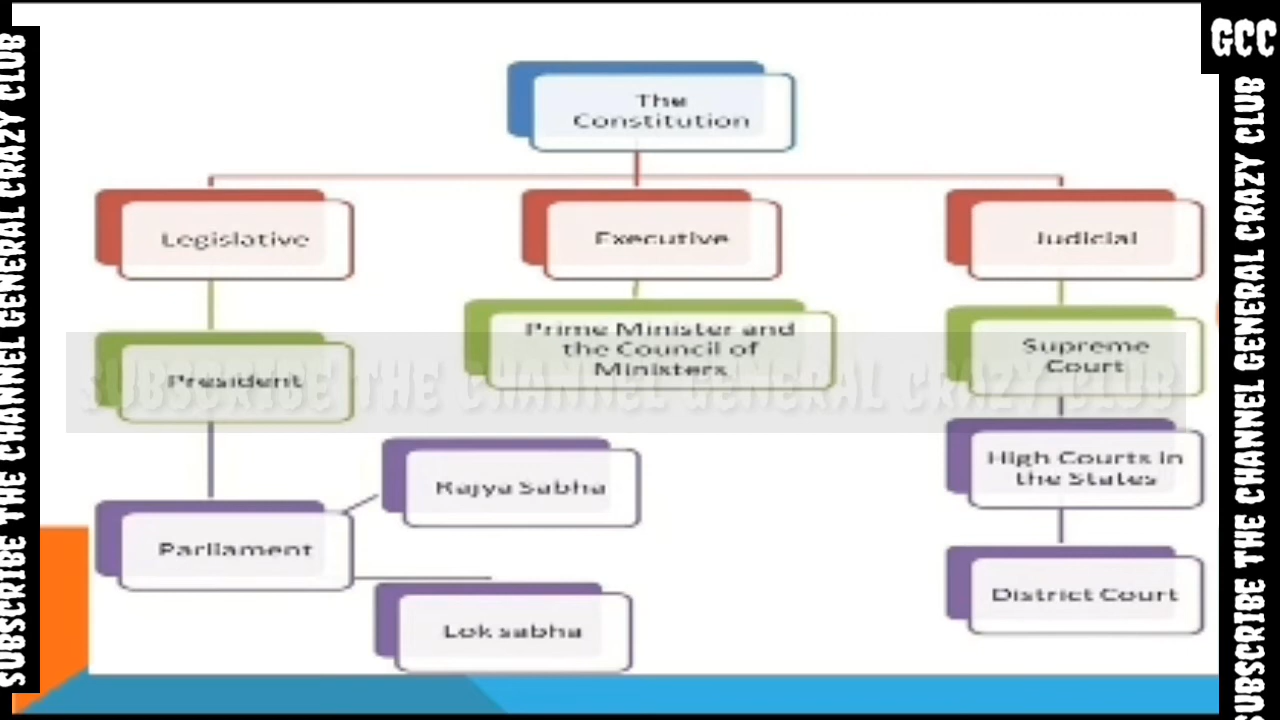 GCC
SUBSCRIBE THE CHANNEL GENERAL CRAZY CLUB
The
Constitution
Legislative
Executive
Judicial
President
Prime Minister and
the Council of
Ministers
Supreme
Court
SUBSCRIBE THE CHANNEL GENERAL CRAZY CLUB
Rajya Sabha
High Courts in
the States
Parliament
Lok sabha
District Court
SUBSCRIBE THE CHANNEL GENERAL CRAZY CLUB